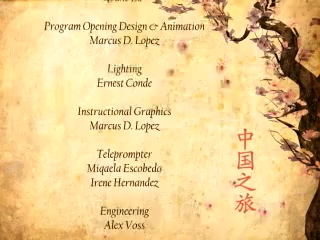 Program Opening Design & Animation
Marcus D. Lopez
Lighting
Ernest Conde
Instructional Graphics
Marcus D. Lopez
Teleprompter
Miqaela Escobedo
Irene Hernandez
Engineering
Alex Voss
中国之旅